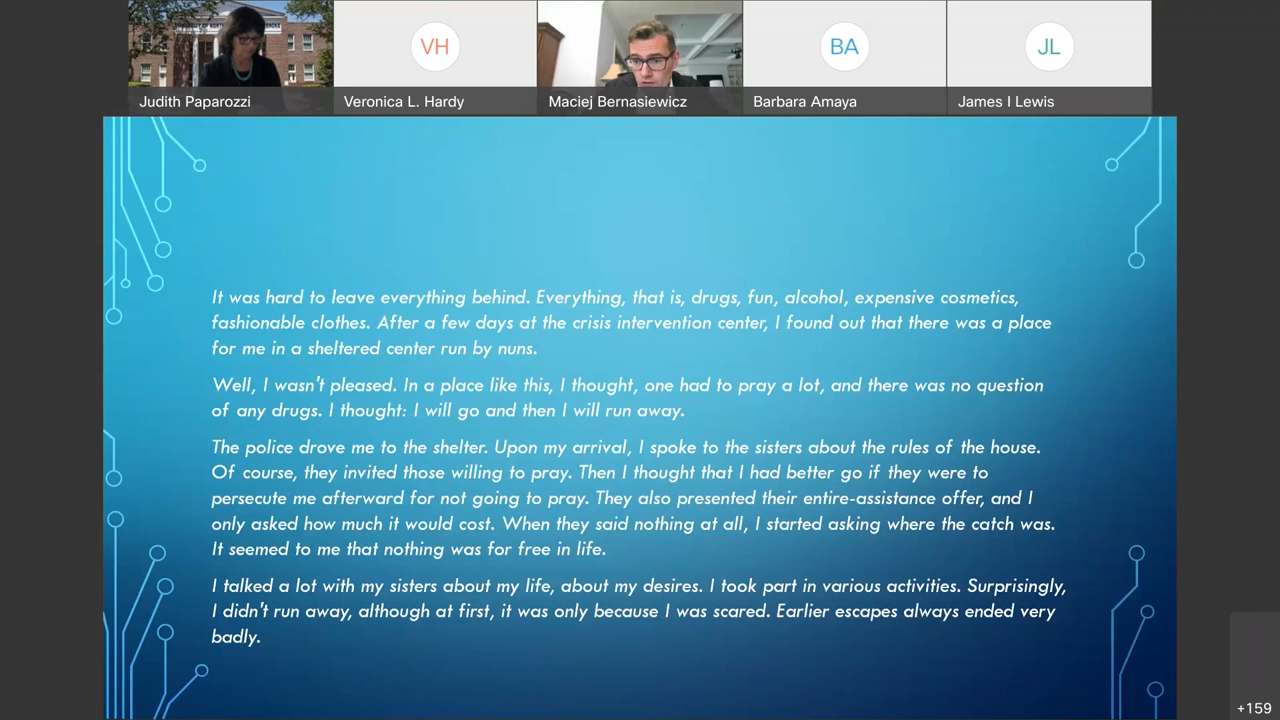 VH
BA
JL
Judith Paparozzi
Veronica L. Hardy
Maciej Bernasiewicz
Barbara Amaya
James I Lewis
It was hard to leave everything behind. Everything, that is, drugs, fun, alcohol, expensive cosmetics,
fashionable clothes. After a few days at the crisis intervention center, I found out that there was a place
for me in a sheltered center run by nuns.
Well, I wasn't pleased. In a place like this, I thought, one had to pray a lot, and there was no question
of any drugs. I thought: I will go and then I will run away.
The police drove me to the shelter. Upon my arrival, I spoke to the sisters about the rules of the house.
Of course, they invited those willing to pray. Then I thought that I had better go if they were to
persecute me afterward for not going to pray. They also presented their entire-assistance offer, and I
only asked how much it would cost. When they said nothing at all, I started asking where the catch was.
It seemed to me that nothing was for free in life.
I talked a lot with my sisters about my life, about my desires. I took part in various activities. Surprisingly,
I didn't run away, although at first, it was only because I was scared. Earlier escapes always ended very
badly.
+159